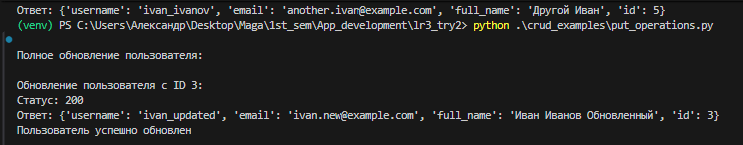 Ответ: {'username': 'ivan_ivanov', 'email': 'another.ivan@example.com', 'full_name': 'Другой Иван', 'id': 5}
(venv) PS C:\Users\Александр\Desktop\Maga\1st_sem\App_development\lr3_try2> python .\crud_examples\put_operations.py
Полное обновление пользователя:
Обновление пользователя с ID 3:
Статус: 200
Ответ: {'username': 'ivan_updated', 'email': 'ivan.new@example.com', 'full_name': 'Иван Иванов Обновленный', 'id': 3}
Пользователь успешно обновлен